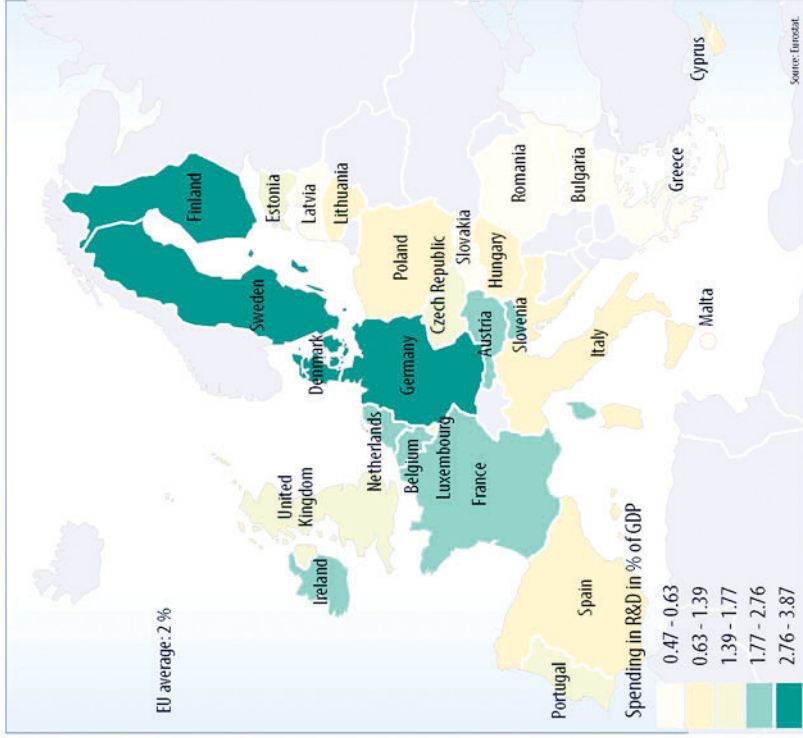 EU average: 2 %
Finland
Sweden
Estonia
Latvia
Lithuania
Denmark
United
Kingdom
Ireland
Netherlands
Belgium
Luxembourg
Germany
Poland
Czech Republic
Slovakia
Austria
Hungary
Slovenia
Romania
Bulgaria
France
Italy
Spain
Portugal
Greece
Malta
Cyprus
Spending in R&D in % of GDP
0.47 - 0.63
0.63 - 1.39
1.39 - 1.77
1.77 - 2.76
2.76 - 3.87
Source: Eurostat.